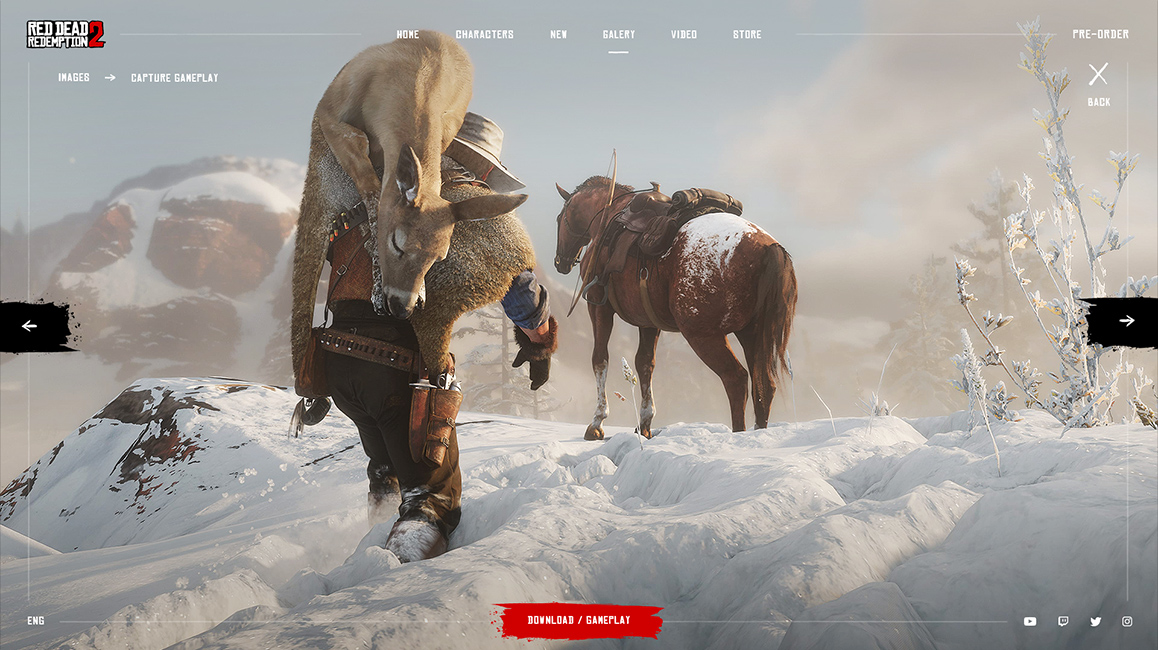 RED DEAD
REDEMPTION 2
HOME CHARACTERS NEW GALERY VIDEO STORE
PRE-ORDER
IMAGES → CAPTURE GAMEPLAY
BACK
ENG
DOWNLOAD / GAMEPLAY